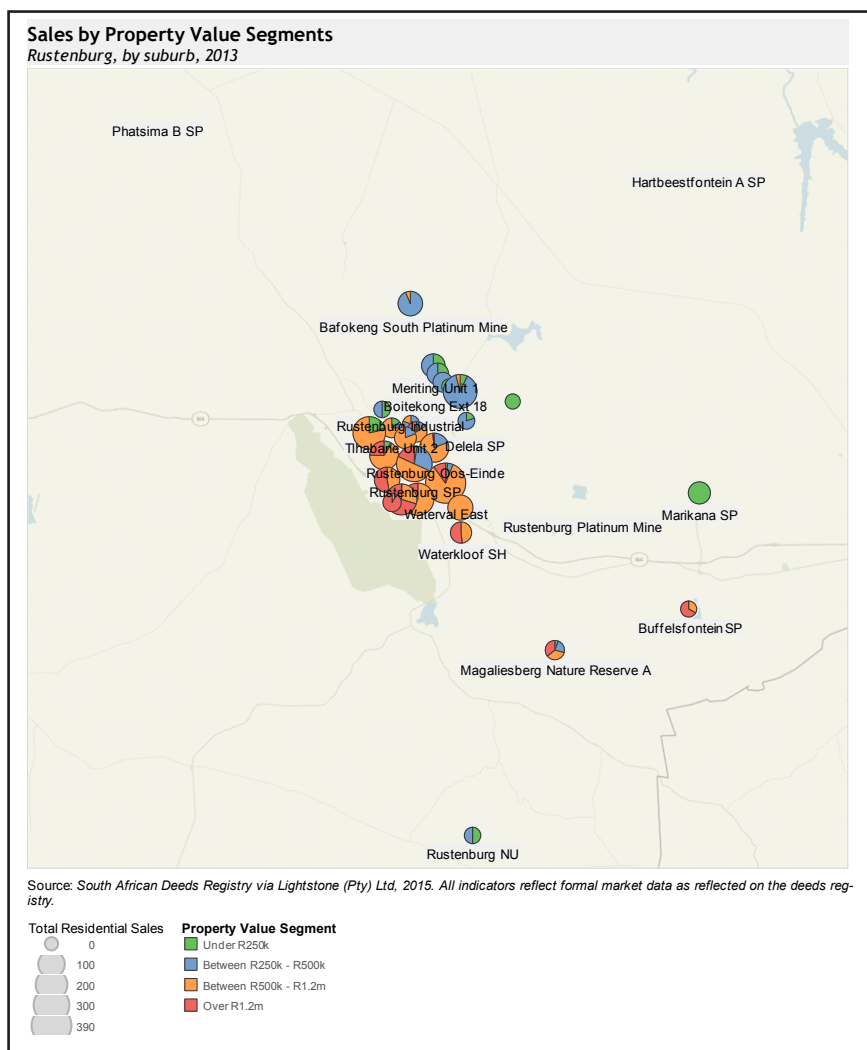 Sales by Property Value Segments
Rustenburg, by suburb, 2013
Phatsima B SP
Hartbeestfontein A SP
Bafokeng South Platinum Mine
Meriting Unit 1
Boitekong Ext 18
Rustenburg Industrial
Tlhabane Unit 2
Delela SP
Rustenburg Oos-Einde
Rustenburg SP
Marikana SP
Waterval East
Rustenburg Platinum Mine
Waterkloof SH
N4
Buffelsfontein SP
Magaliesberg Nature Reserve A
Rustenburg NU
Source: South African Deeds Registry via Lightstone (Pty) Ltd, 2015. All indicators reflect formal market data as reflected on the deeds reg-
istry.
Total Residential Sales
0
100
200
300
390
Property Value Segment
Under R250k
Between R250k - R500k
Between R500k - R1.2m
Over R1.2m